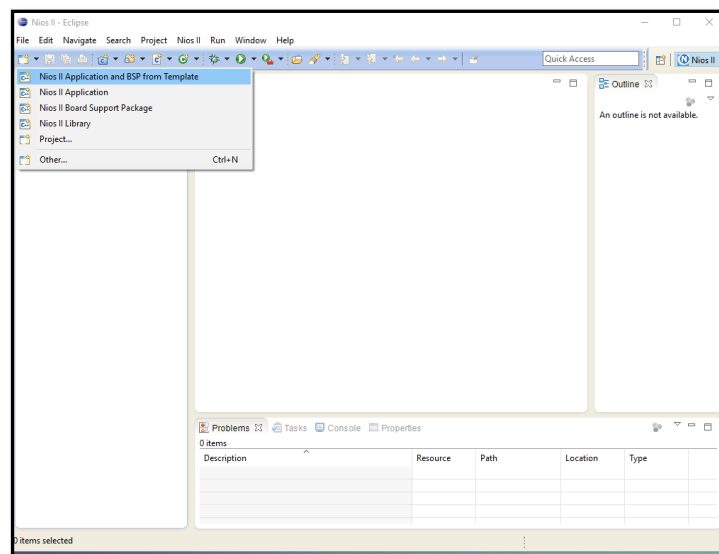 Nios II - Eclipse
File Edit Navigate Search Project Nios II Run Window Help
Quick Access
Nios II
Nios II Application and BSP from Template
Nios II Application
Nios II Board Support Package
Nios II Library
Project...
Other... Ctrl+N
Outline
An outline is not available.
Problems Tasks Console Properties
0 items
Description Resource Path Location Type
0 items selected